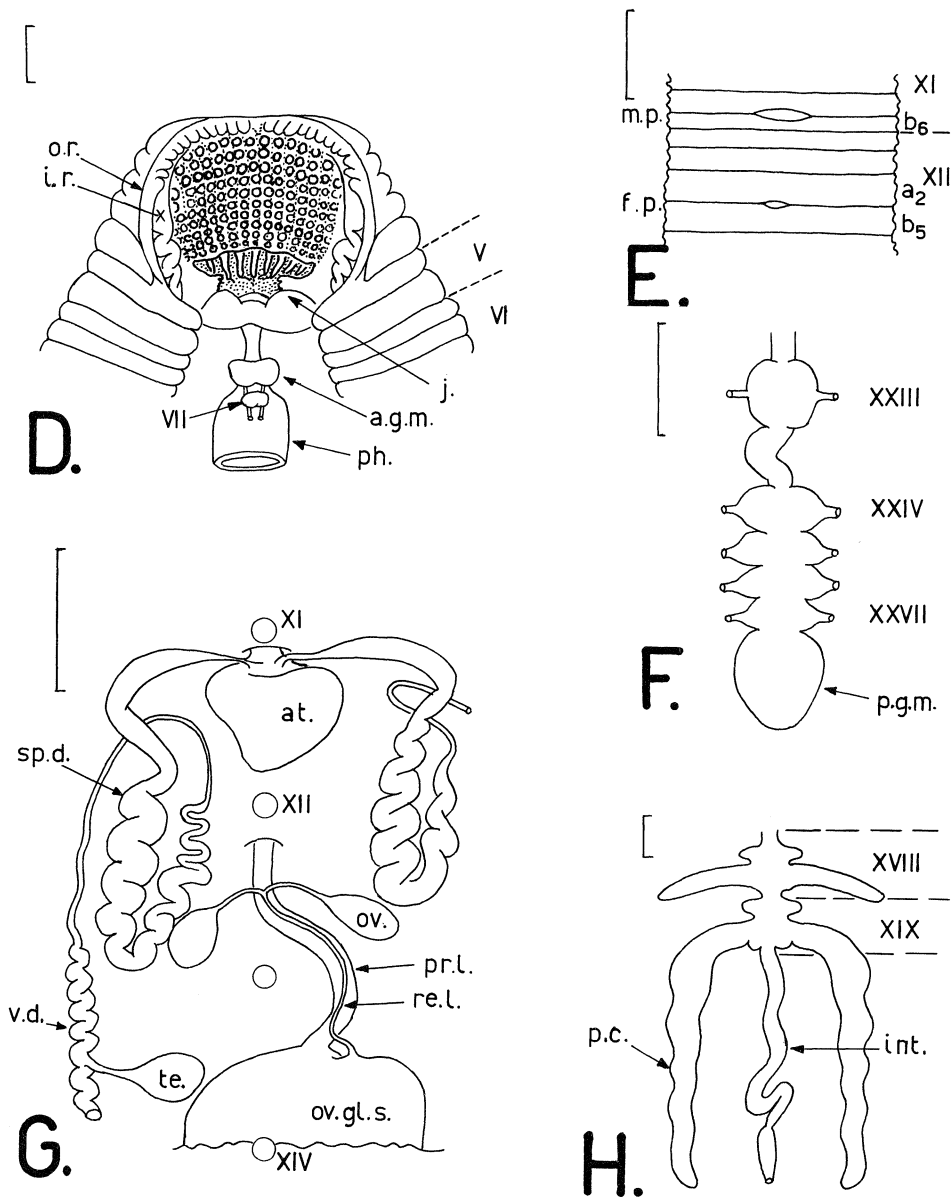 o.r.
i.r.
x
V
VI
j.
VII
a.g.m.
ph.
D.
XI
m.p.
b6
XII
a2
f.p.
b5
E.
XXIII
XXIV
XXVII
p.g.m.
F.
XI
at.
sp.d.
XII
ov.
pr.l.
re.l.
v.d.
te.
ov.gl.s.
XIV
G.
XVIII
XIX
p.c.
int.
H.